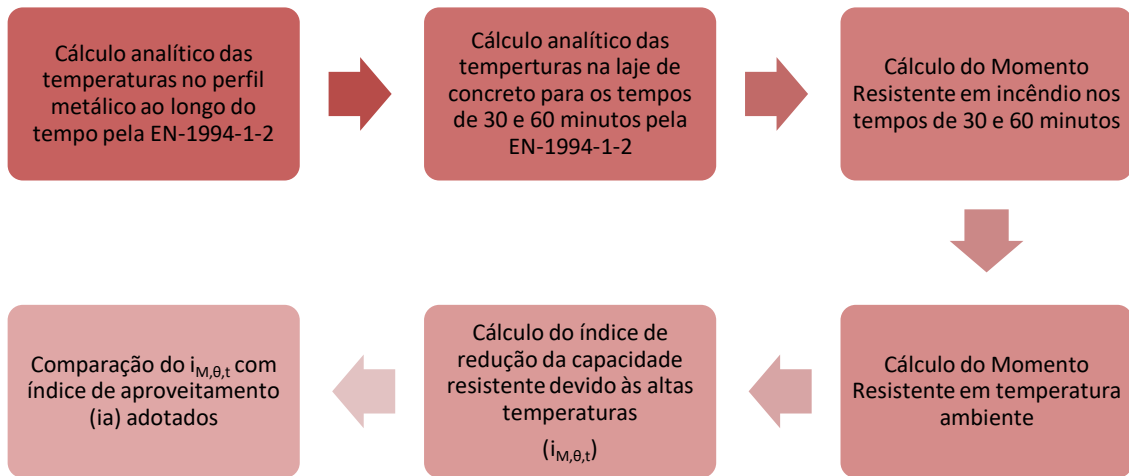 Cálculo analítico das
temperaturas no perfil
metálico ao longo do
tempo pela EN-1994-1-2
Cálculo analítico das
temperturas na laje de
concreto para os tempos
de 30 e 60 minutos pela
EN-1994-1-2
Cálculo do Momento
Resistente em incêndio nos
tempos de 30 e 60 minutos
Cálculo do Momento
Resistente em temperatura
ambiente
Cálculo do índice de
redução da capacidade
resistente devido às altas
temperaturas
(i_{M,θ,t})
Comparação do i_{M,θ,t} com
índice de aproveitamento
(ia) adotados